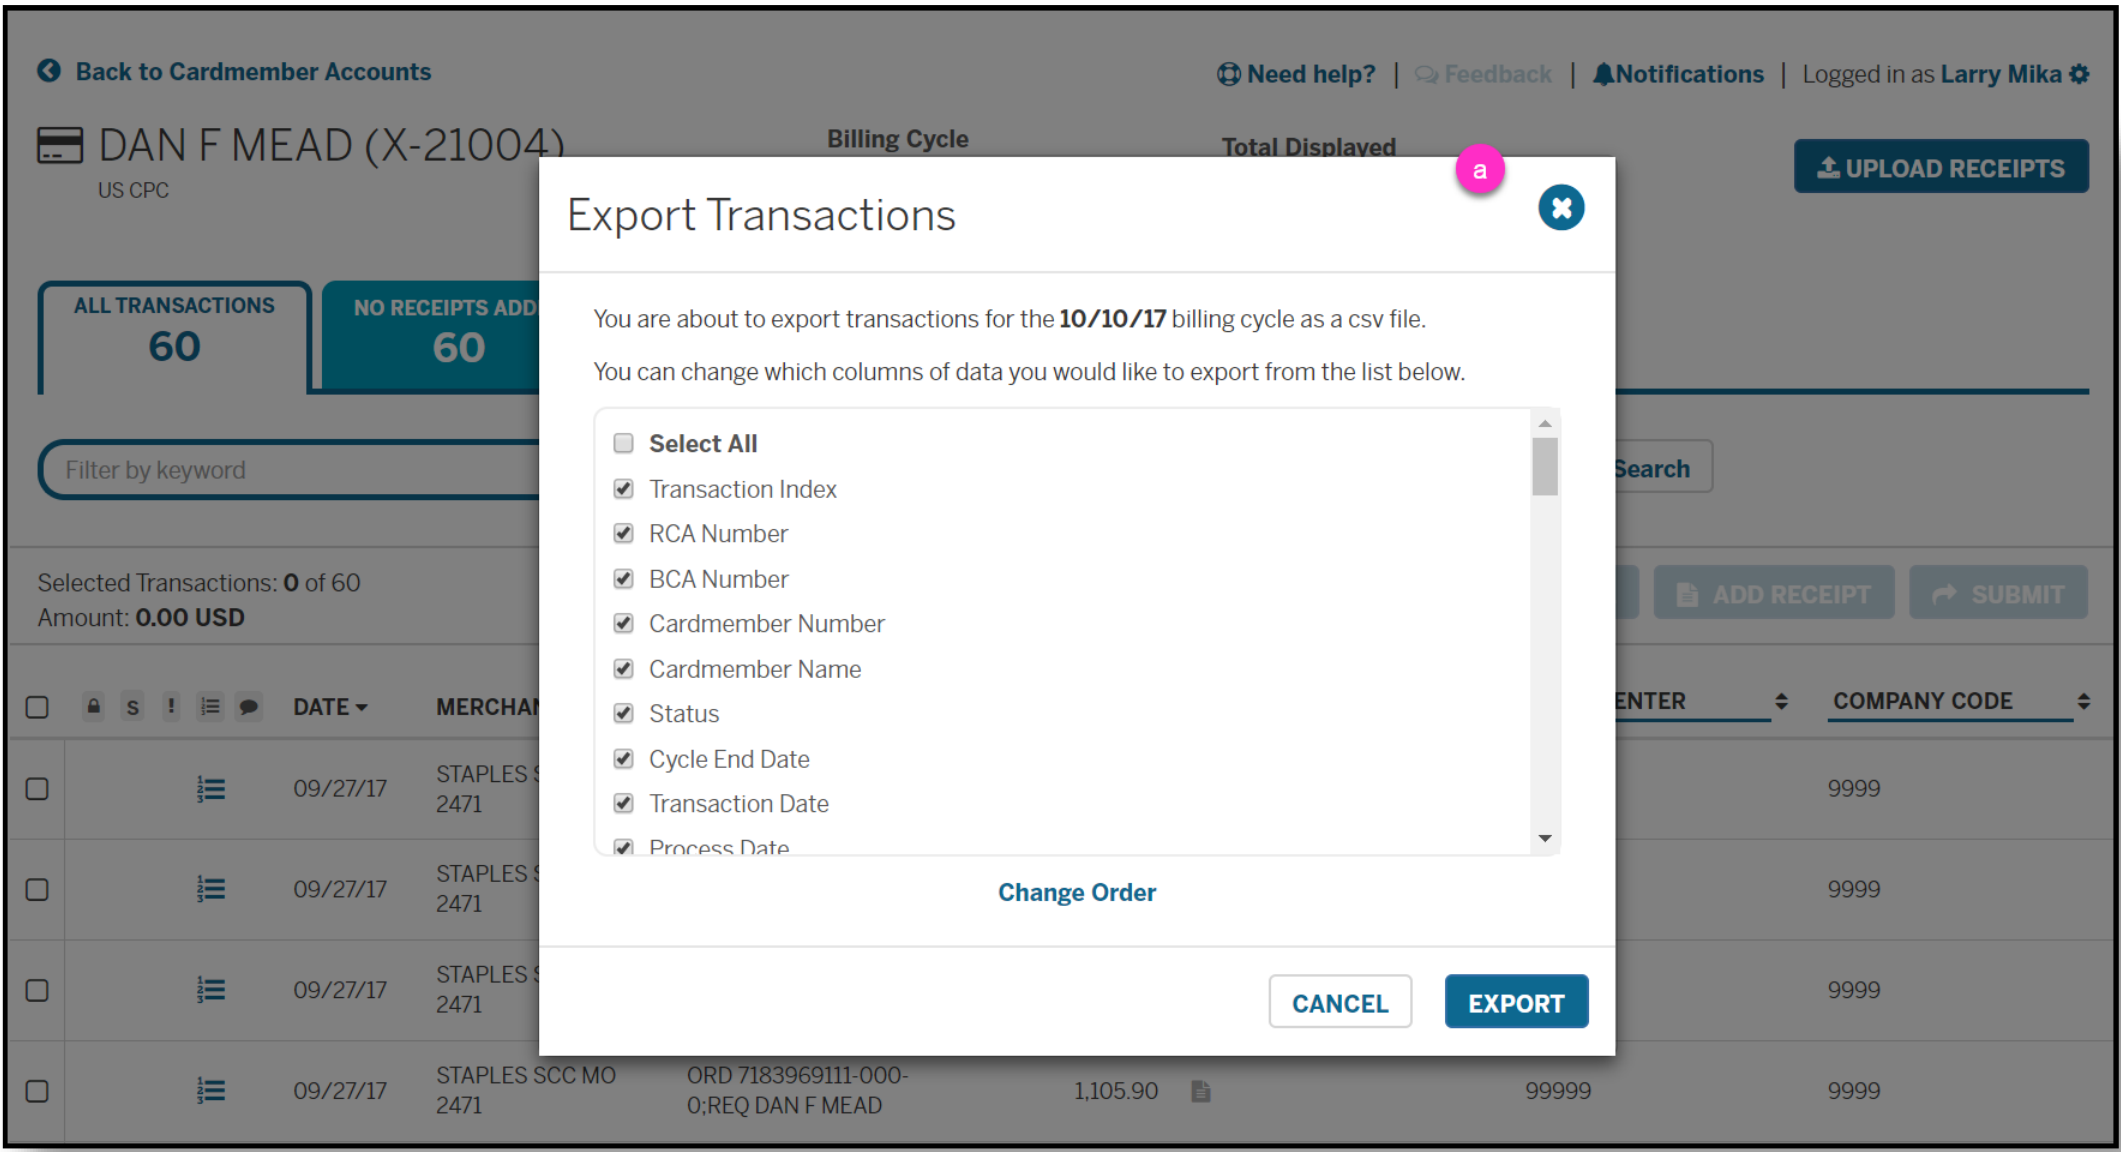 Back to Cardmember Accounts
Need help? | Feedback | Notifications | Logged in as Larry Mika
DAN F MEAD (X-21004)
US CPC
Billing Cycle
Total Displayed
UPLOAD RECEIPTS
a
Export Transactions
ALL TRANSACTIONS
60
NO RECEIPTS ADD
60
You are about to export transactions for the 10/10/17 billing cycle as a csv file.
You can change which columns of data you would like to export from the list below.
Filter by keyword
Search
Select All
Transaction Index
RCA Number
BCA Number
Cardmember Number
Cardmember Name
Status
Cycle End Date
Transaction Date
Process Date
Change Order
CANCEL
EXPORT
Selected Transactions: 0 of 60
Amount: 0.00 USD
ADD RECEIPT
SUBMIT
S ! DATE MERCHAN ENTER COMPANY CODE
09/27/17 STAPLES S 9999
2471
09/27/17 STAPLES S 9999
2471
09/27/17 STAPLES S 9999
2471
09/27/17 STAPLES SCC MO ORD 7183969111-000- 1,105.90 99999 9999
2471 0;REQ DAN F MEAD